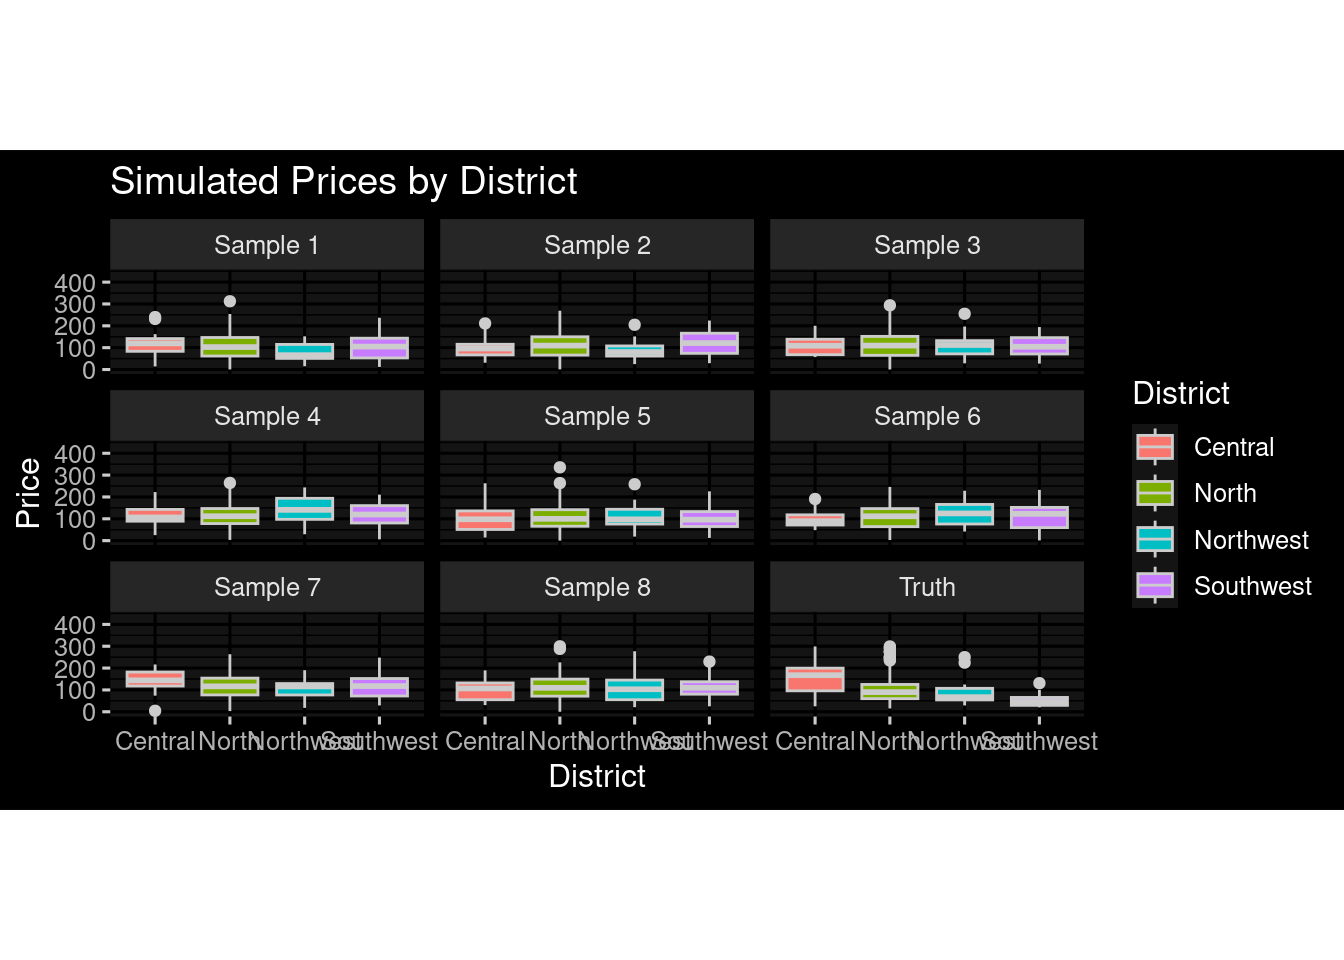 Simulated Prices by District
Sample 1 Sample 2 Sample 3
400
300
200
100
0
Sample 4 Sample 5 Sample 6
400
300
200
100
0
Sample 7 Sample 8 Truth
400
300
200
100
0
Price
Central North Northwest Southwest Central North Northwest Southwest Central North Northwest Southwest
District
District
Central
North
Northwest
Southwest